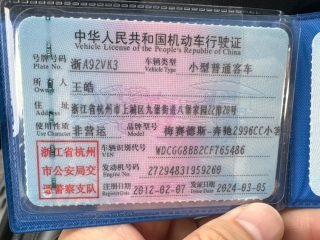 中华人民共和国机动车行驶证
Vehicle License of the People's Republic of China
号牌号码 浙A92VK3 车辆类型 小型普通客车
Plate No. Vehicle Type
所有人 王皓
Owner
住址 浙江省杭州市上城区九堡街道八堡家园22排28号
Address
使用性质 非营运 品牌型号 梅赛德斯-奔驰2996CC小客
Use Character Model
浙江省杭州 车辆识别代号 WDCGG8BB2CF765486
VIN
市公安局交 发动机号码 27294831959260
Engine No.
通警察支队 注册日期 2012-02-07 发证日期 2024-03-05
Register Date Issue Date